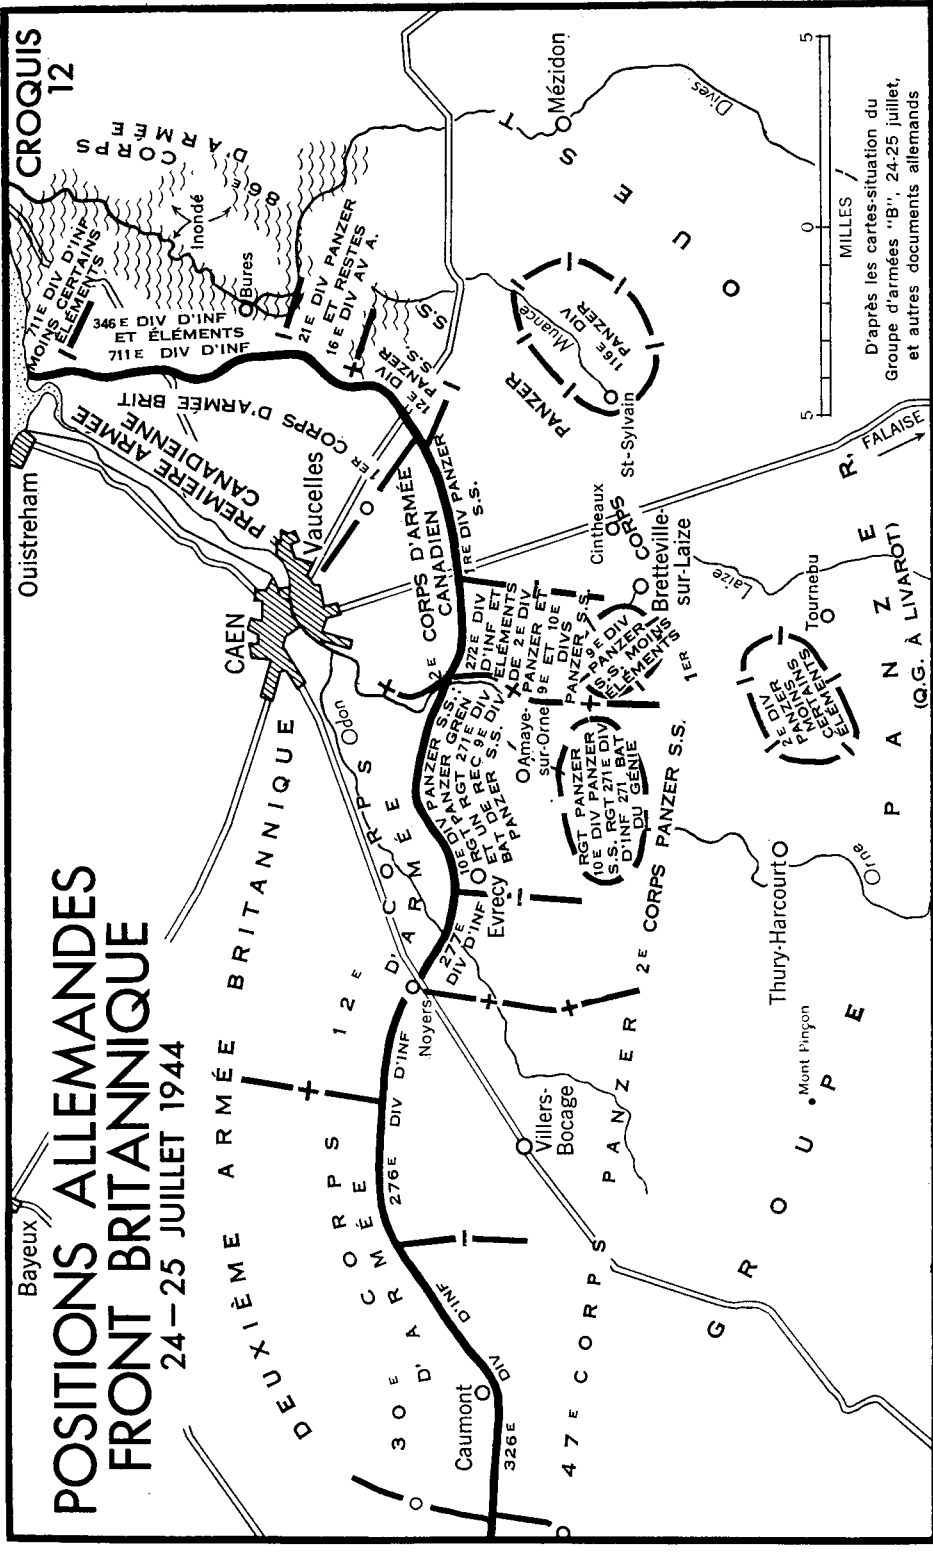 POSITIONS ALLEMANDES
FRONT BRITANNIQUE
24–25 JUILLET 1944
CROQUIS
12
Bayeux
Ouistreham
CAEN
Vaucelles
DEUXIÈME ARMÉE BRITANNIQUE
30E CORPS
D'ARMÉE
12E CORPS
D'ARMÉE
PREMIÈRE ARMÉE
CANADIENNE
1ER CORPS D'ARMÉE BRIT
2E CORPS D'ARMÉE
CANADIEN
711E DIV D'INF
MOINS CERTAINS
ÉLÉMENTS
346E DIV D'INF
ET ÉLÉMENTS
711E DIV D'INF
Inondé
86E CORPS
D'ARMÉE
Bures
21E DIV PANZER
ET RESTES
16E DIV AV A.
12E DIV
PANZER
S.S.
S.S.
1RE DIV PANZER
S.S.
272E DIV
D'INF ET
ÉLÉMENTS
DE 2E DIV
PANZER ET
9E ET 10E
DIVS
PANZER S.S.
9E DIV
PANZER
S.S. MOINS
ÉLÉMENTS
10E DIV PANZER S.S.:
RGT PANZER GREN
UN RGT 271E DIV
ET UN REC 9E DIV
BAT DE S.S. DIV
PANZER
RGT PANZER
10E DIV PANZER
S.S. RGT 271E DIV
D'INF 271 BAT
DU GÉNIE
277E
DIV D'INF
276E DIV D'INF
326E DIV D'INF
Caumont
Noyers
Evrecy
Odon
Amaye-
sur-Orne
Villers-
Bocage
Cintheaux
Bretteville-
sur-Laize
St-Sylvain
Muance
116E DIV
PANZER
Mézidon
Dives
Laize
Tournebu
2E DIV
PANZER
MOINS
CERTAINS
ÉLÉMENTS
Thury-Harcourt
Mont Pinçon
Orne
FALAISE
47E CORPS PANZER
2E CORPS PANZER S.S.
1ER CORPS PANZER
GROUPE PANZER OUEST
(Q.G. À LIVAROT)
5 0 5
MILLES
D'après les cartes-situation du
Groupe d'armées "B", 24-25 juillet,
et autres documents allemands